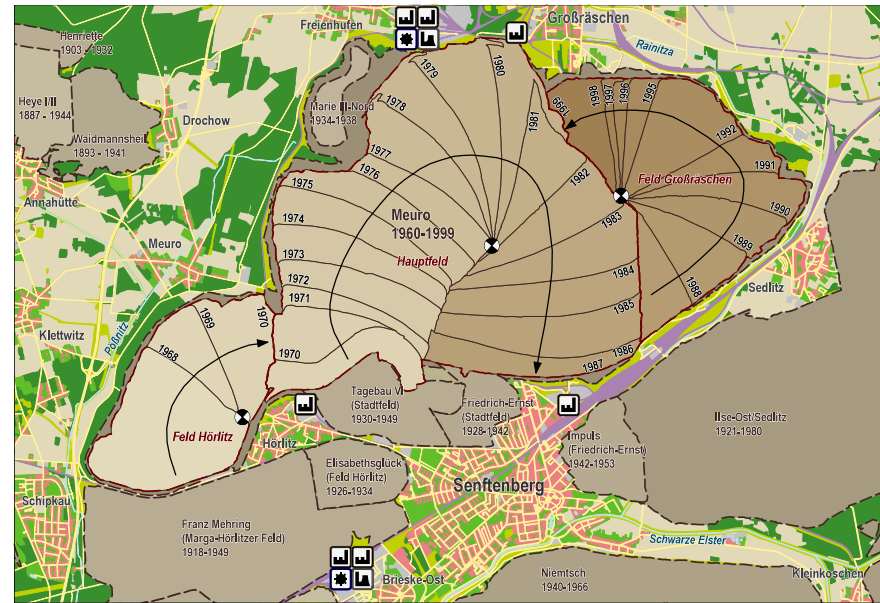 Freienhufen
Großräschen
Henriette
1903 - 1932
Rainitza
1979
1980
1995
1996
1997
1998
1999
Heye I/II
1887 - 1944
Marie III-Nord
1934-1938
1978
1981
Drochow
Waidmannsheil
1893 - 1941
1992
1977
1976
1991
1982
Feld Großräschen
1975
Annahütte
1974
Meuro
1960-1999
1983
1990
Meuro
Hauptfeld
1989
1973
1984
1972
1988
Sedlitz
1971
1985
1970
1969
Klettwitz
Pößnitz
1968
1970
1986
1987
Tagebau VI
(Stadtfeld)
1930-1949
Friedrich-Ernst
(Stadtfeld)
1928-1942
Ilse-Ost/Sedlitz
1921-1980
Feld Hörlitz
Hörlitz
Impuls
(Friedrich-Ernst)
1942-1953
Elisabethsglück
(Feld Hörlitz)
1926-1934
Senftenberg
Schipkau
Franz Mehring
(Marga-Hörlitzer Feld)
1918-1949
Schwarze Elster
Brieske-Ost
Niemtsch
1940-1966
Kleinkoschen